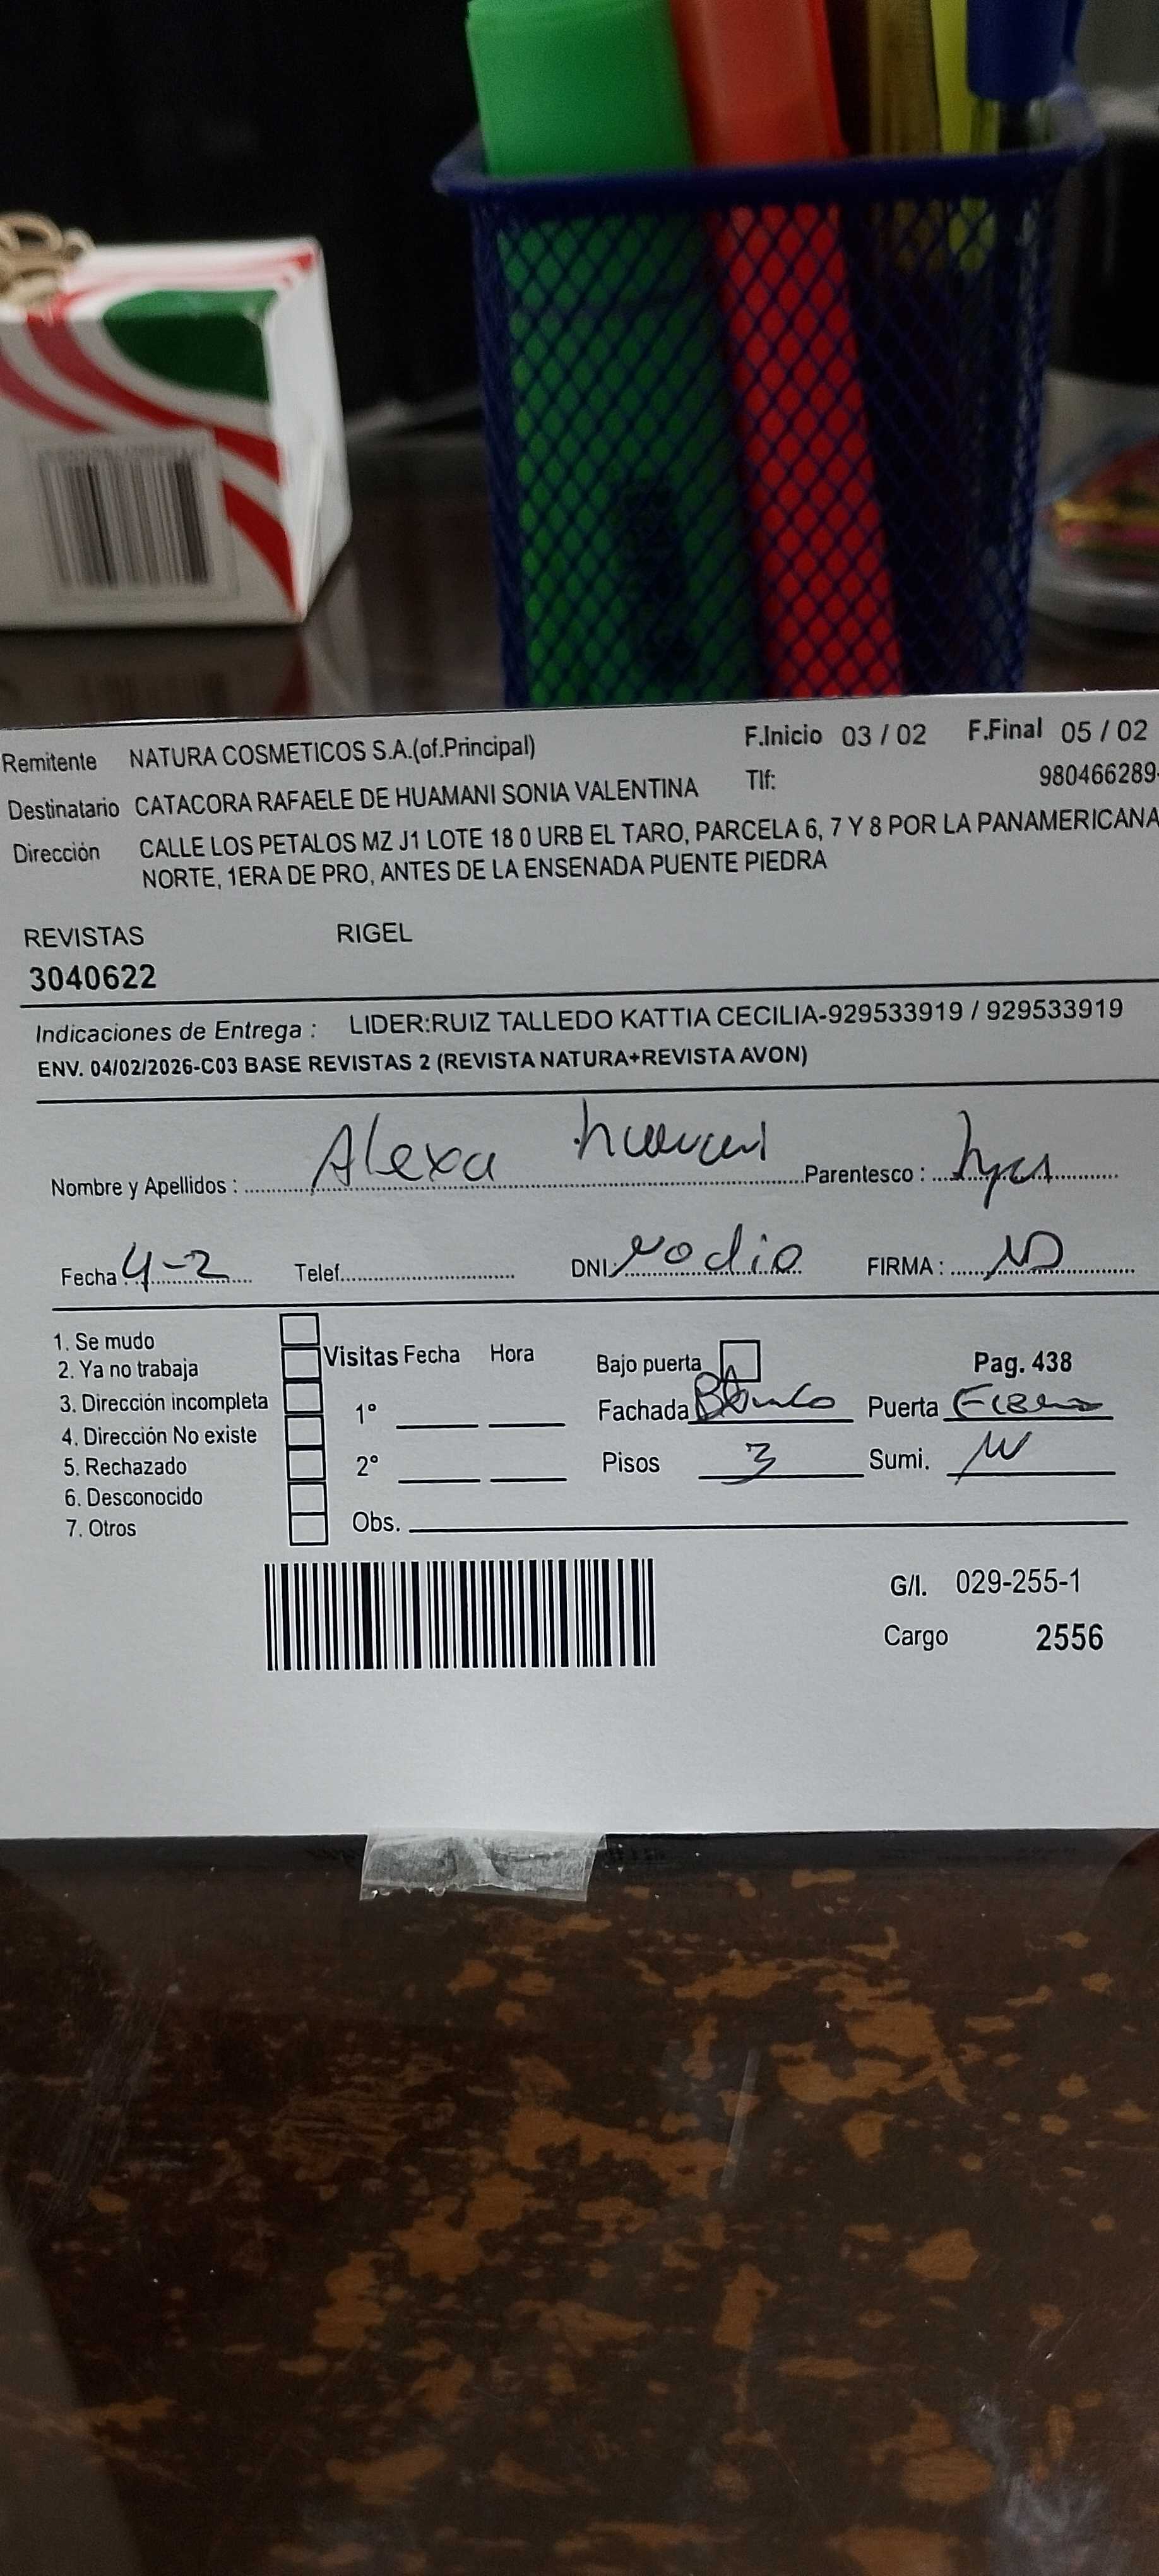 Remitente NATURA COSMETICOS S.A.(of.Principal) F.Inicio 03 / 02 F.Final 05 / 02
Destinatario CATACORA RAFAELE DE HUAMANI SONIA VALENTINA Tlf: 980466289-
Dirección CALLE LOS PETALOS MZ J1 LOTE 18 0 URB EL TARO, PARCELA 6, 7 Y 8 POR LA PANAMERICANA
NORTE, 1ERA DE PRO, ANTES DE LA ENSENADA PUENTE PIEDRA
REVISTAS RIGEL
3040622
Indicaciones de Entrega : LIDER:RUIZ TALLEDO KATTIA CECILIA-929533919 / 929533919
ENV. 04/02/2026-C03 BASE REVISTAS 2 (REVISTA NATURA+REVISTA AVON)
Nombre y Apellidos : Alexa huamani Parentesco :
Fecha 4-2 Telef. DNI no dio FIRMA :
1. Se mudo
2. Ya no trabaja
3. Dirección incompleta
4. Dirección No existe
5. Rechazado
6. Desconocido
7. Otros
Visitas Fecha Hora
1°
2°
Obs.
Bajo puerta Pag. 438
Fachada Blanco Puerta Fierro
Pisos 3 Sumi.
G/I. 029-255-1
Cargo 2556